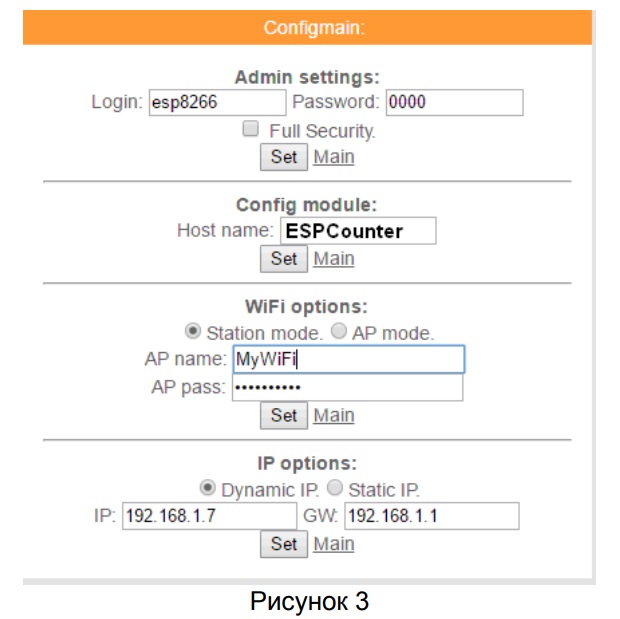 Configmain:
Admin settings:
Login: esp8266 Password: 0000
Full Security.
Set Main
Config module:
Host name: ESPCounter
Set Main
WiFi options:
Station mode. AP mode.
AP name: MyWiFi
AP pass: ••••••••••
Set Main
IP options:
Dynamic IP. Static IP.
IP: 192.168.1.7 GW: 192.168.1.1
Set Main
Рисунок 3